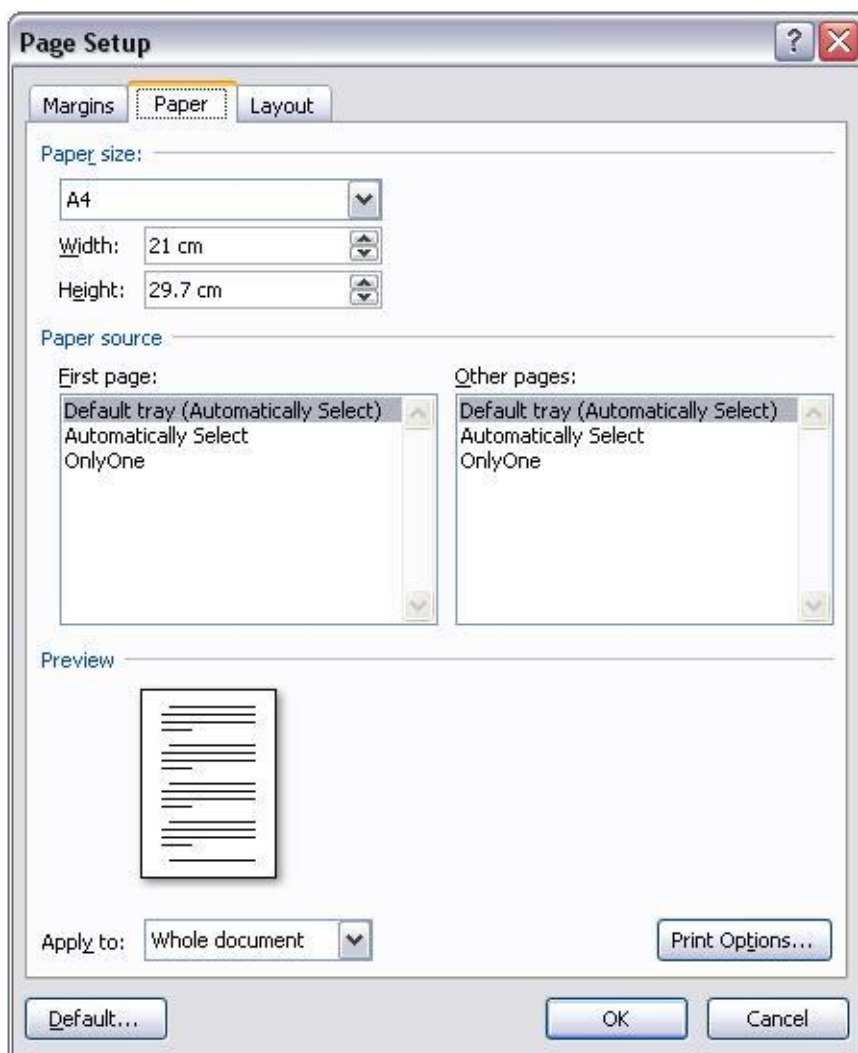 Page Setup
?
Margins Paper Layout
Paper size:
A4
Width: 21 cm
Height: 29.7 cm
Paper source
First page: Other pages:
Default tray (Automatically Select) Default tray (Automatically Select)
Automatically Select Automatically Select
OnlyOne OnlyOne
Preview
Apply to: Whole document Print Options...
Default... OK Cancel